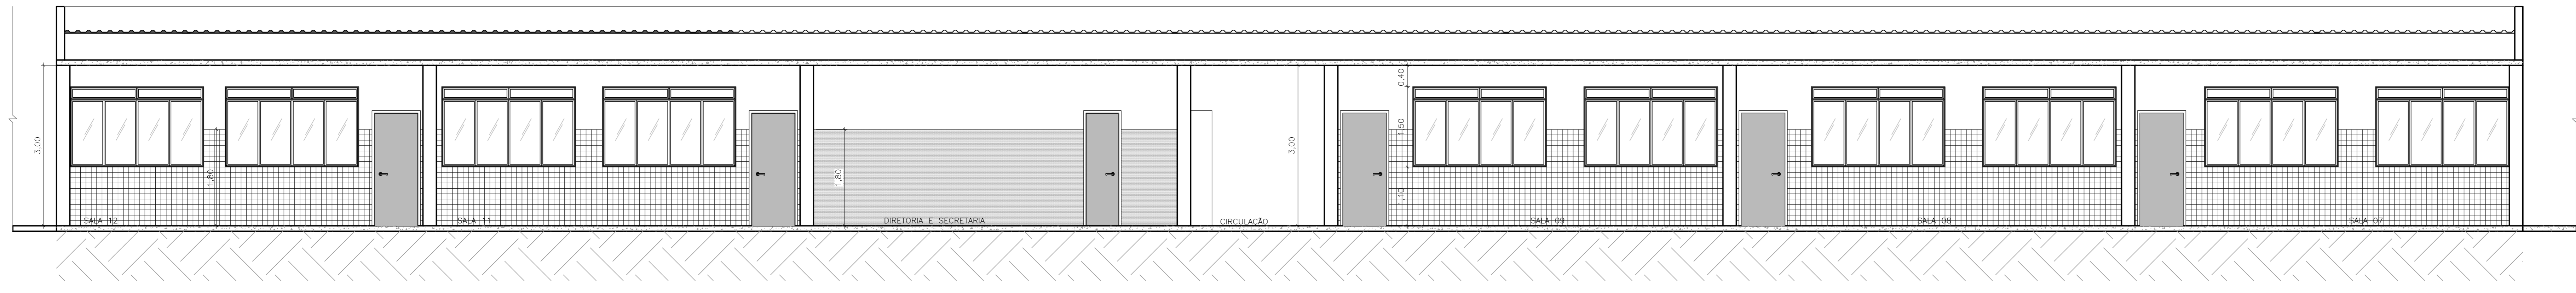 3,00
1,80
SALA 12
SALA 11
1,80
DIRETORIA E SECRETARIA
CIRCULAÇÃO
3,00
0,40
1,50
1,10
SALA 09
SALA 08
SALA 07